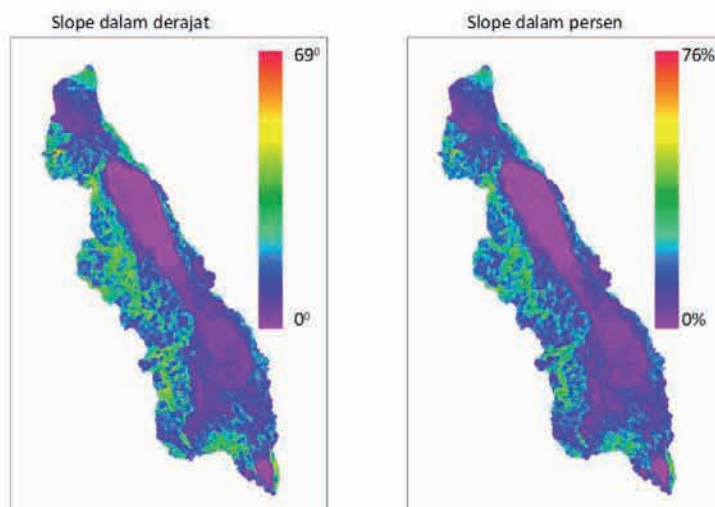 Slope dalam derajat
69⁰
0⁰
Slope dalam persen
76%
0%